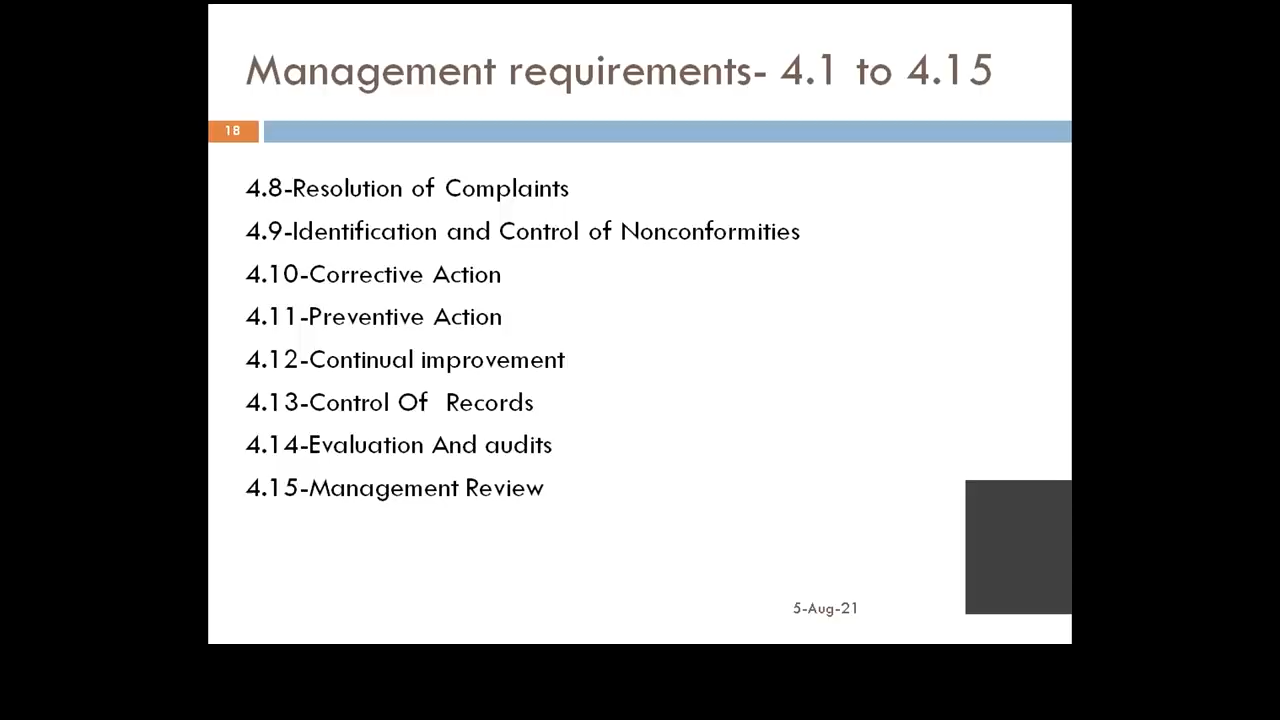 Management requirements- 4.1 to 4.15
18
4.8-Resolution of Complaints
4.9-Identification and Control of Nonconformities
4.10-Corrective Action
4.11-Preventive Action
4.12-Continual improvement
4.13-Control Of  Records
4.14-Evaluation And audits
4.15-Management Review
5-Aug-21